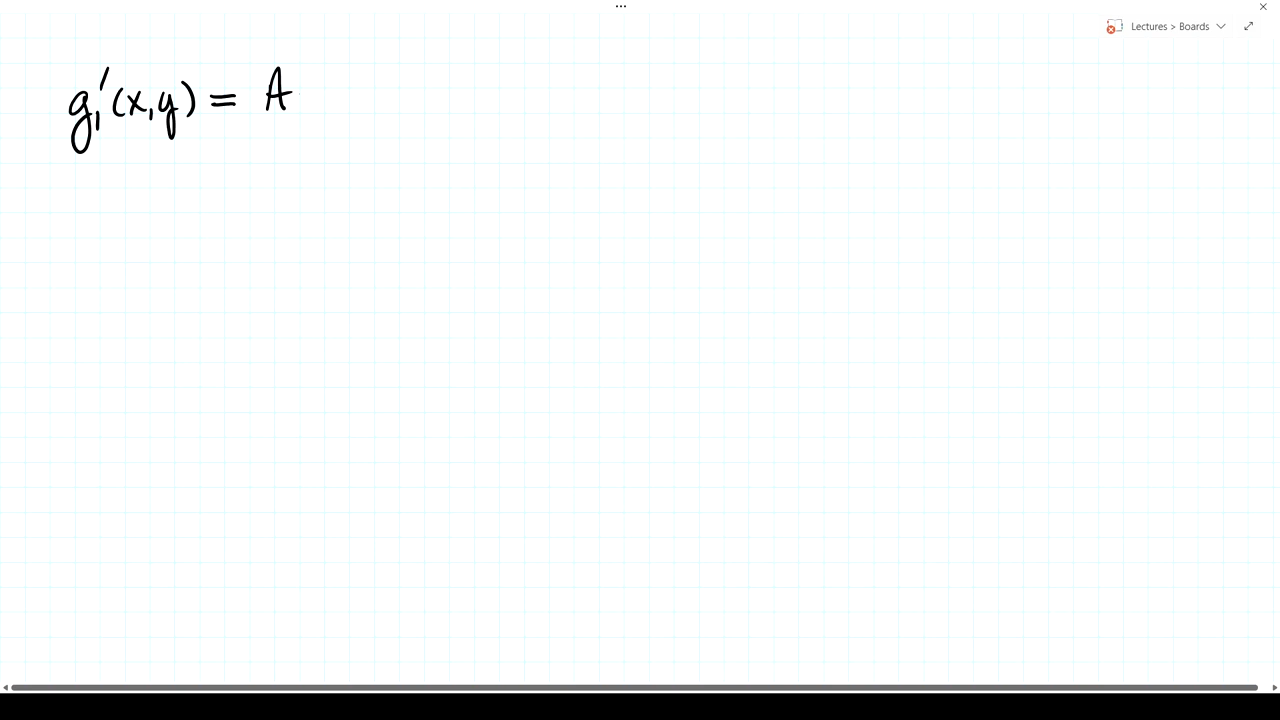 Lectures > Boards
g₁'(x,y) = A